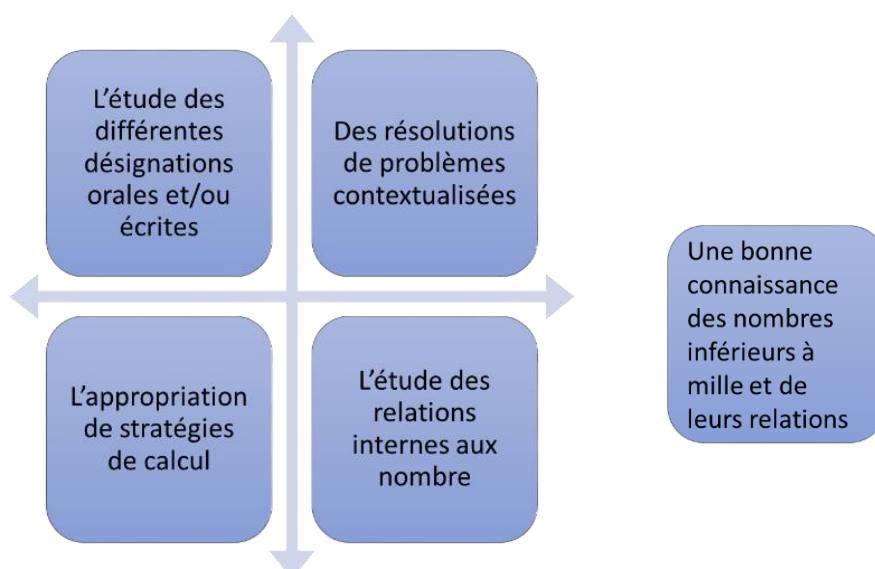 L’étude des
différentes
désignations
orales et/ou
écrites
Des résolutions
de problèmes
contextualisées
L’appropriation
de stratégies
de calcul
L’étude des
relations
internes aux
nombre
Une bonne
connaissance
des nombres
inférieurs à
mille et de
leurs relations